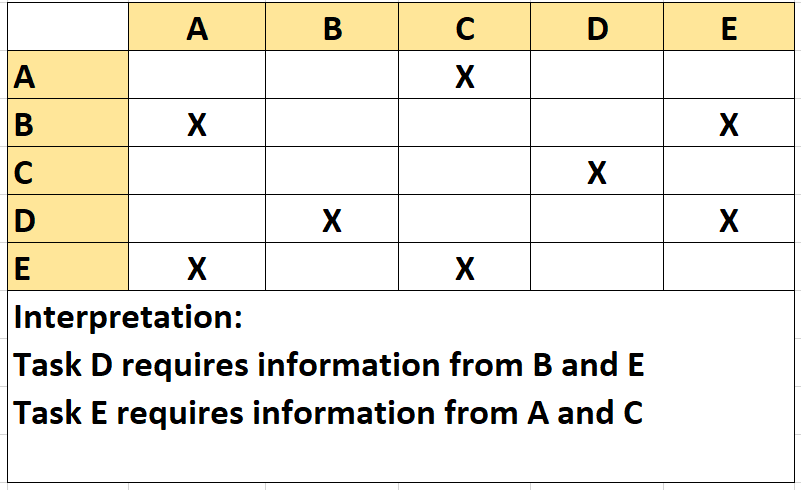 A B C D E
A X
B X X
C X
D X X
E X X
Interpretation:
Task D requires information from B and E
Task E requires information from A and C